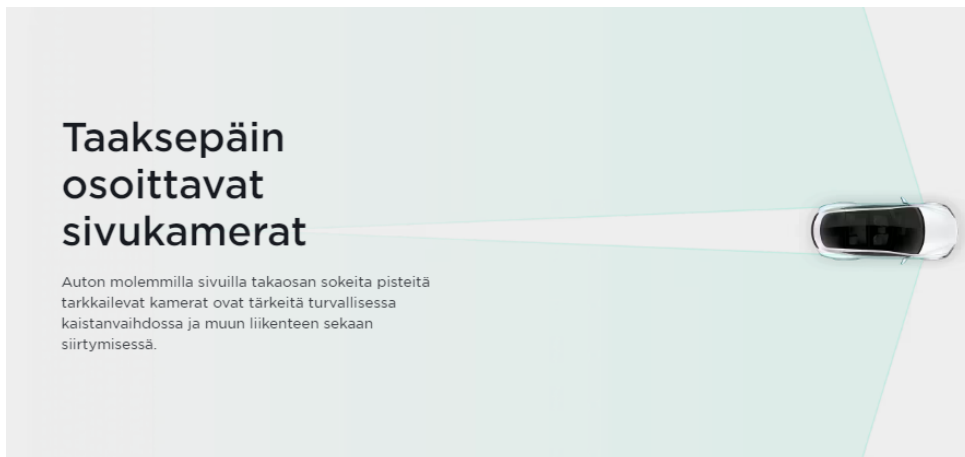 Taaksepäin
osoittavat
sivukamerat
Auton molemmilla sivuilla takaosan sokeita pisteitä
tarkkailevat kamerat ovat tärkeitä turvallisessa
kaistanvaihdossa ja muun liikenteen sekaan
siirtymisessä.